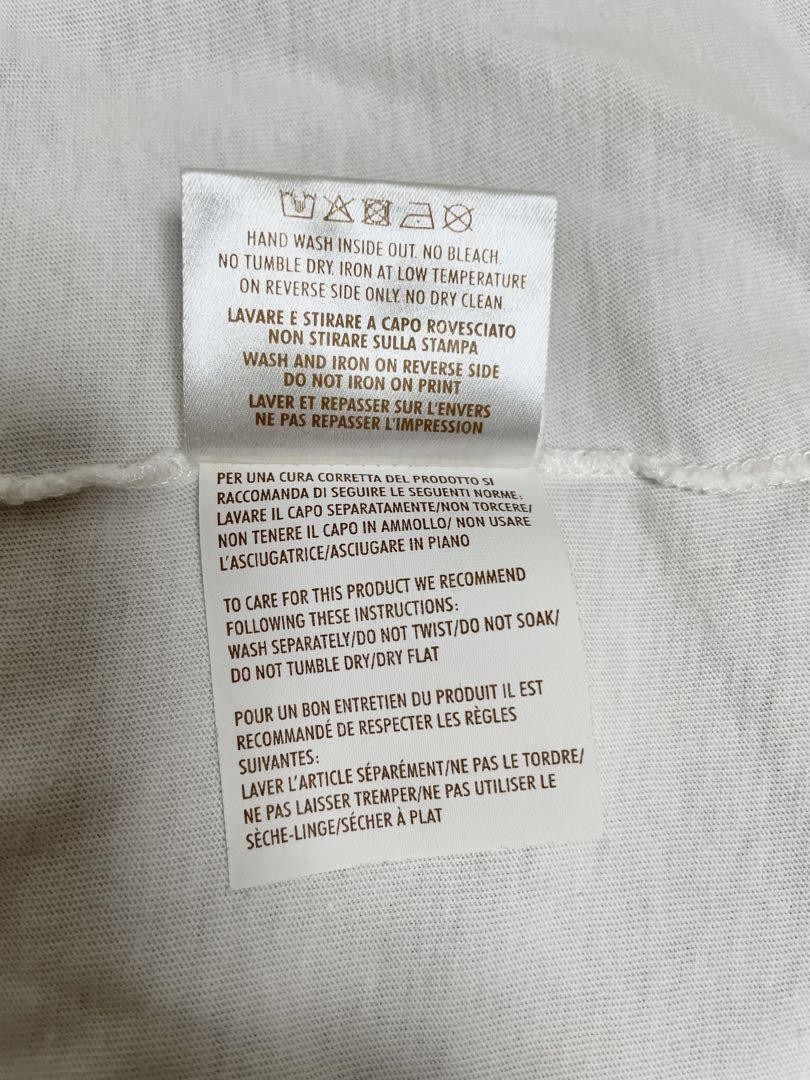 HAND WASH INSIDE OUT. NO BLEACH.
NO TUMBLE DRY. IRON AT LOW TEMPERATURE
ON REVERSE SIDE ONLY. NO DRY CLEAN.
LAVARE E STIRARE A CAPO ROVESCIATO
NON STIRARE SULLA STAMPA
WASH AND IRON ON REVERSE SIDE
DO NOT IRON ON PRINT
LAVER ET REPASSER SUR L'ENVERS
NE PAS REPASSER L'IMPRESSION
PER UNA CURA CORRETTA DEL PRODOTTO SI
RACCOMANDA DI SEGUIRE LE SEGUENTI NORME:
LAVARE IL CAPO SEPARATAMENTE/NON TORCERE/
NON TENERE IL CAPO IN AMMOLLO/ NON USARE
L'ASCIUGATRICE/ASCIUGARE IN PIANO
TO CARE FOR THIS PRODUCT WE RECOMMEND
FOLLOWING THESE INSTRUCTIONS:
WASH SEPARATELY/DO NOT TWIST/DO NOT SOAK/
DO NOT TUMBLE DRY/DRY FLAT
POUR UN BON ENTRETIEN DU PRODUIT IL EST
RECOMMANDÉ DE RESPECTER LES RÈGLES
SUIVANTES:
LAVER L'ARTICLE SÉPARÉMENT/NE PAS LE TORDRE/
NE PAS LAISSER TREMPER/NE PAS UTILISER LE
SÈCHE-LINGE/SÉCHER À PLAT